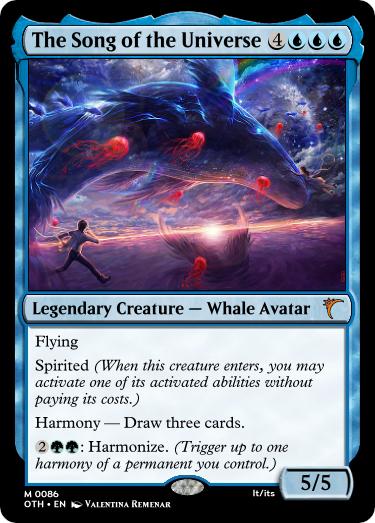 The Song of the Universe 4
Legendary Creature — Whale Avatar
Flying
Spirited (When this creature enters, you may
activate one of its activated abilities without
paying its costs.)
Harmony — Draw three cards.
2: Harmonize. (Trigger up to one
harmony of a permanent you control.)
5/5
M 0086 It/its
OTH • EN Valentina Remenar